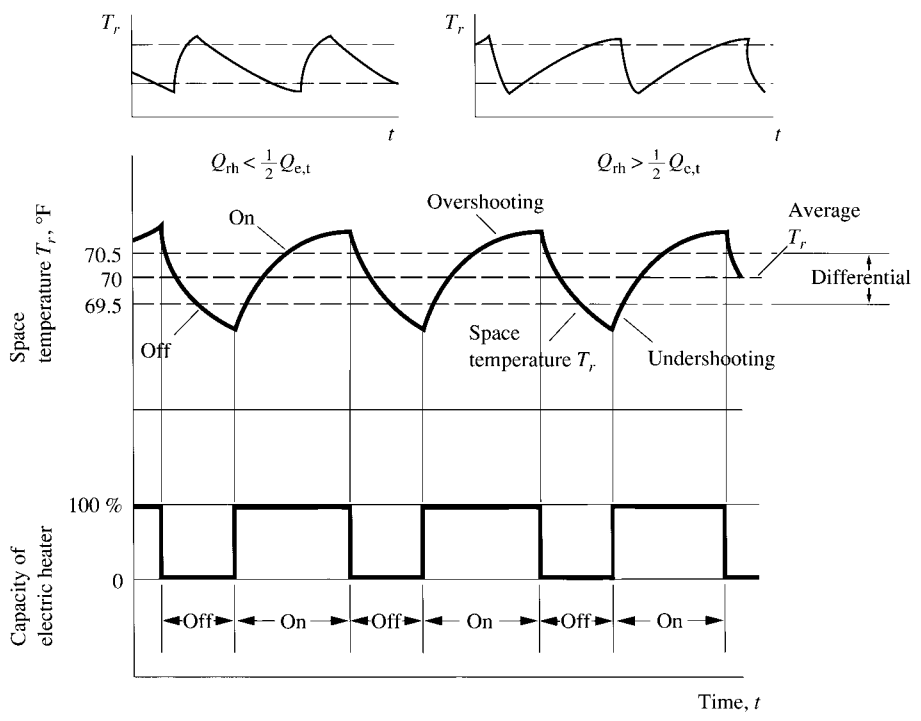 T_r
t
Q_rh < 1/2 Q_e,t
T_r
t
Q_rh > 1/2 Q_c,t
Space
temperature T_r, °F
70.5
70
69.5
On
Off
Overshooting
Average
T_r
Differential
Space
temperature T_r
Undershooting
Capacity of
electric heater
100 %
0
Off
On
Off
On
Off
On
Time, t